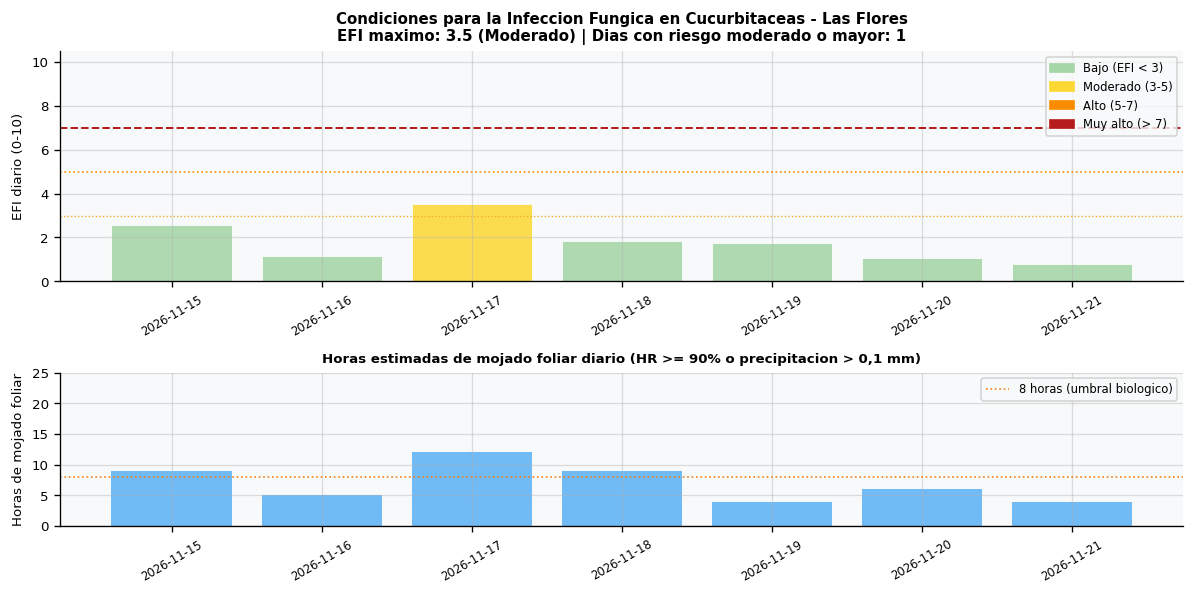 Condiciones para la Infeccion Fungica en Cucurbitaceas - Las Flores
EFI maximo: 3.5 (Moderado) | Dias con riesgo moderado o mayor: 1
EFI diario (0-10)
10
8
6
4
2
0
Bajo (EFI < 3)
Moderado (3-5)
Alto (5-7)
Muy alto (> 7)
2026-11-15
2026-11-16
2026-11-17
2026-11-18
2026-11-19
2026-11-20
2026-11-21
Horas estimadas de mojado foliar diario (HR >= 90% o precipitacion > 0,1 mm)
Horas de mojado foliar
25
20
15
10
5
0
8 horas (umbral biologico)
2026-11-15
2026-11-16
2026-11-17
2026-11-18
2026-11-19
2026-11-20
2026-11-21